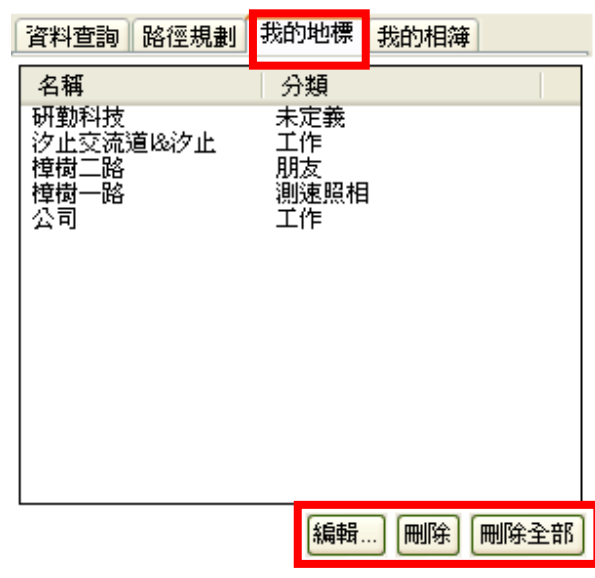 資料查詢 路徑規劃 我的地標 我的相簿
名稱 分類
研勤科技 未定義
汐止交流道I&汐止 工作
樟樹二路 朋友
樟樹一路 測速照相
公司 工作
編輯... 刪除 刪除全部